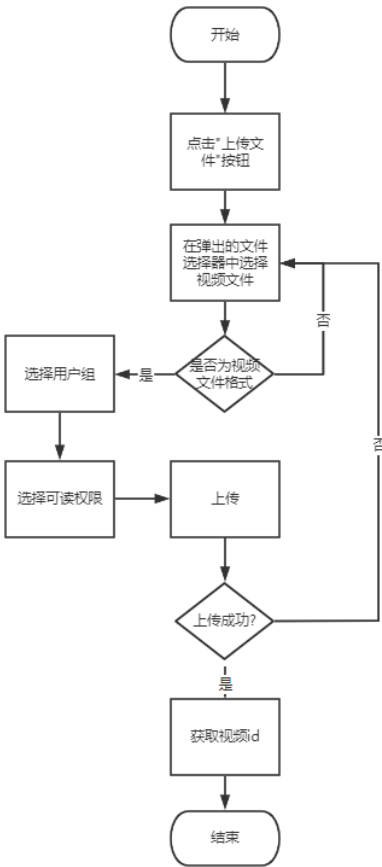 开始
点击"上传文
件"按钮
在弹出的文件
选择器中选择
视频文件
否
是否为视频
文件格式
是
选择用户组
否
选择可读权限
上传
上传成功?
是
获取视频id
结束